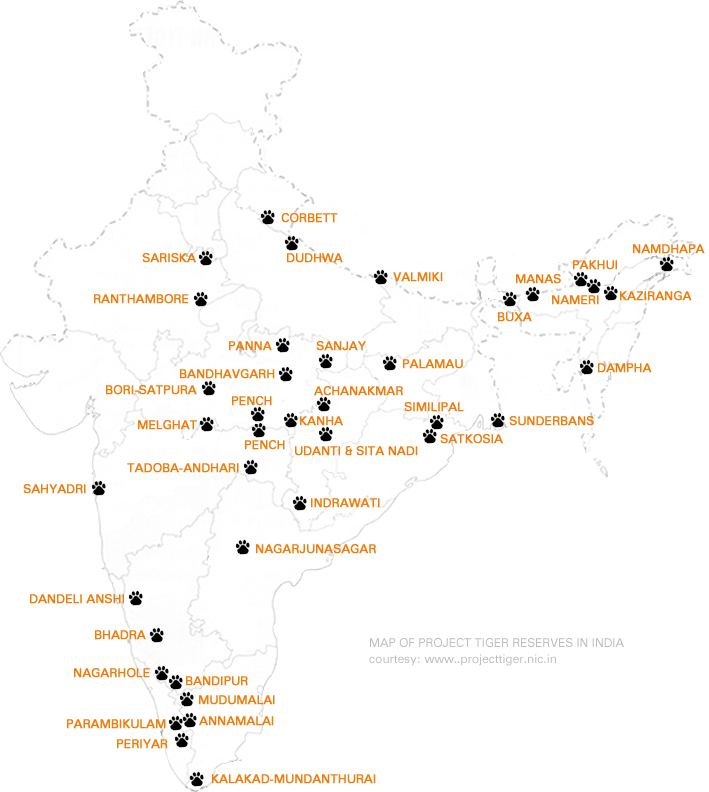 CORBETT
DUDHWA
SARISKA
NAMDHAPA
PAKHUI
VALMIKI
MANAS
RANTHAMBORE
NAMERI
KAZIRANGA
BUXA
PANNA
SANJAY
PALAMAU
DAMPHA
BANDHAVGARH
BORI-SATPURA
ACHANAKMAR
PENCH
SIMILIPAL
MELGHAT
KANHA
SUNDERBANS
PENCH
UDANTI & SITA NADI
SATKOSIA
TADOBA-ANDHARI
SAHYADRI
INDRAWATI
NAGARJUNASAGAR
DANDELI ANSHI
BHADRA
MAP OF PROJECT TIGER RESERVES IN INDIA
courtesy: www..projecttiger.nic.in
NAGARHOLE
BANDIPUR
MUDUMALAI
PARAMBIKULAM
ANNAMALAI
PERIYAR
KALAKAD-MUNDANTHURAI